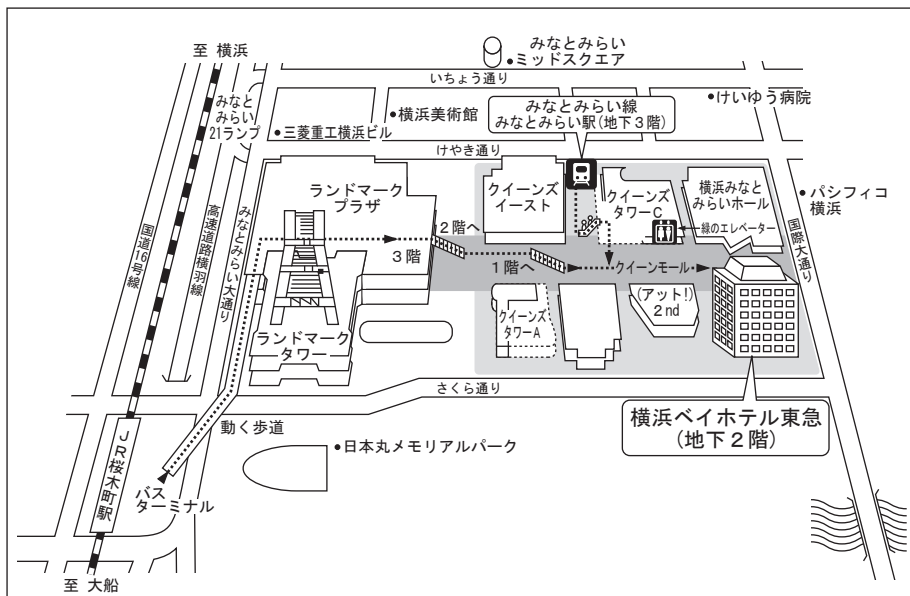 至 横浜
みなと
みらい
21ランプ
みなとみらい
•ミッドスクエア
いちょう通り
•横浜美術館
•三菱重工横浜ビル
みなとみらい線
みなとみらい駅(地下3階)
•けいゆう病院
けやき通り
•パシフィコ
横浜
国道16号線
高速道路横羽線
みなとみらい大通り
ランドマーク
プラザ
3階
2階へ
1階へ
クイーンズ
イースト
クイーンズ
タワーC
横浜みなと
みらいホール
緑のエレベーター
国際大通り
クイーンモール
クイーンズ
タワーA
(アット!)
2nd
ランドマーク
タワー
さくら通り
横浜ベイホテル東急
(地下2階)
動く歩道
•日本丸メモリアルパーク
バス
ターミナル
JR桜木町駅
至 大船